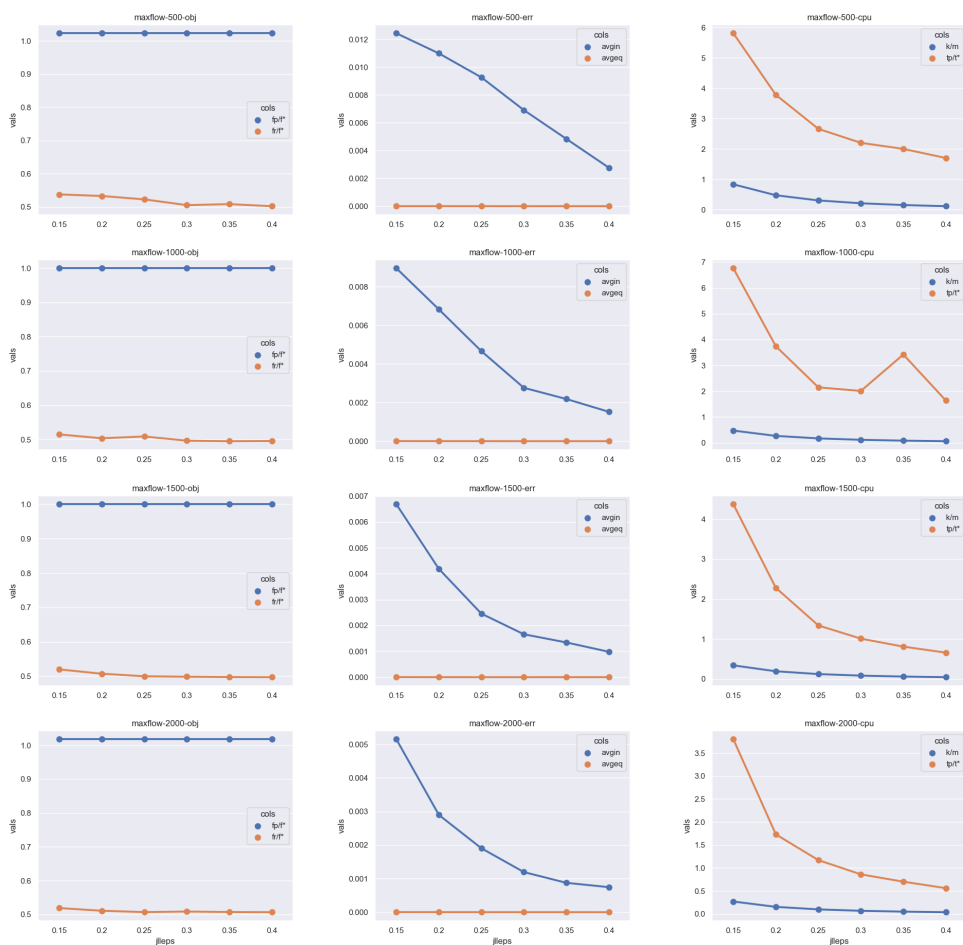 maxflow-500-obj
vals
1.0
0.9
0.8
0.7
0.6
0.5
cols
fp/f*
fr/f*
0.15 0.2 0.25 0.3 0.35 0.4
maxflow-500-err
vals
0.012
0.010
0.008
0.006
0.004
0.002
0.000
cols
avgin
avgeq
0.15 0.2 0.25 0.3 0.35 0.4
maxflow-500-cpu
vals
6
5
4
3
2
1
0
cols
k/m
tp/t*
0.15 0.2 0.25 0.3 0.35 0.4
maxflow-1000-obj
vals
1.0
0.9
0.8
0.7
0.6
0.5
cols
fp/f*
fr/f*
0.15 0.2 0.25 0.3 0.35 0.4
maxflow-1000-err
vals
0.008
0.006
0.004
0.002
0.000
cols
avgin
avgeq
0.15 0.2 0.25 0.3 0.35 0.4
maxflow-1000-cpu
vals
7
6
5
4
3
2
1
0
cols
k/m
tp/t*
0.15 0.2 0.25 0.3 0.35 0.4
maxflow-1500-obj
vals
1.0
0.9
0.8
0.7
0.6
0.5
cols
fp/f*
fr/f*
0.15 0.2 0.25 0.3 0.35 0.4
maxflow-1500-err
vals
0.007
0.006
0.005
0.004
0.003
0.002
0.001
0.000
cols
avgin
avgeq
0.15 0.2 0.25 0.3 0.35 0.4
maxflow-1500-cpu
vals
4
3
2
1
0
cols
k/m
tp/t*
0.15 0.2 0.25 0.3 0.35 0.4
maxflow-2000-obj
vals
1.0
0.9
0.8
0.7
0.6
0.5
cols
fp/f*
fr/f*
0.15 0.2 0.25 0.3 0.35 0.4
jlleps
maxflow-2000-err
vals
0.005
0.004
0.003
0.002
0.001
0.000
cols
avgin
avgeq
0.15 0.2 0.25 0.3 0.35 0.4
jlleps
maxflow-2000-cpu
vals
3.5
3.0
2.5
2.0
1.5
1.0
0.5
0.0
cols
k/m
tp/t*
0.15 0.2 0.25 0.3 0.35 0.4
jlleps